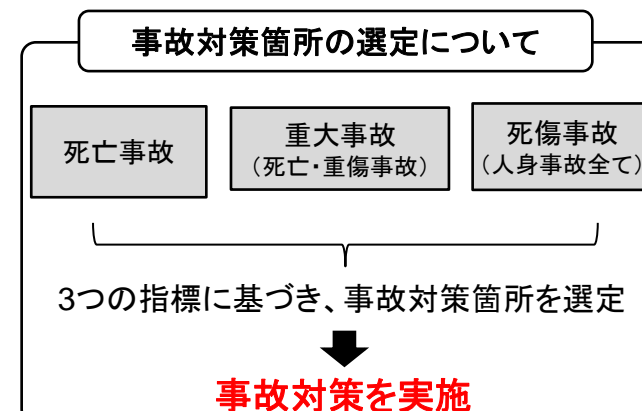 事故対策箇所の選定について
死亡事故
重大事故
(死亡・重傷事故)
死傷事故
(人身事故全て)
3つの指標に基づき、事故対策箇所を選定
事故対策を実施